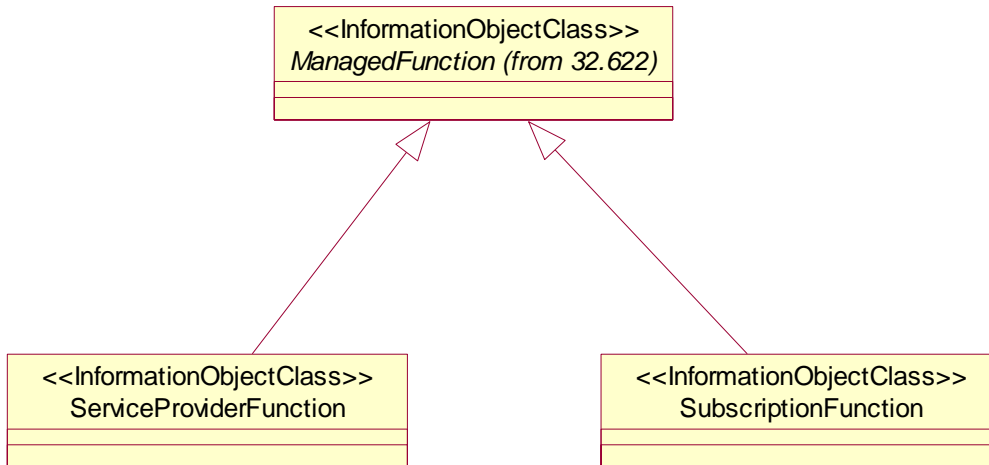 <<InformationObjectClass>>
ManagedFunction (from 32.622)
<<InformationObjectClass>>
ServiceProviderFunction
<<InformationObjectClass>>
SubscriptionFunction